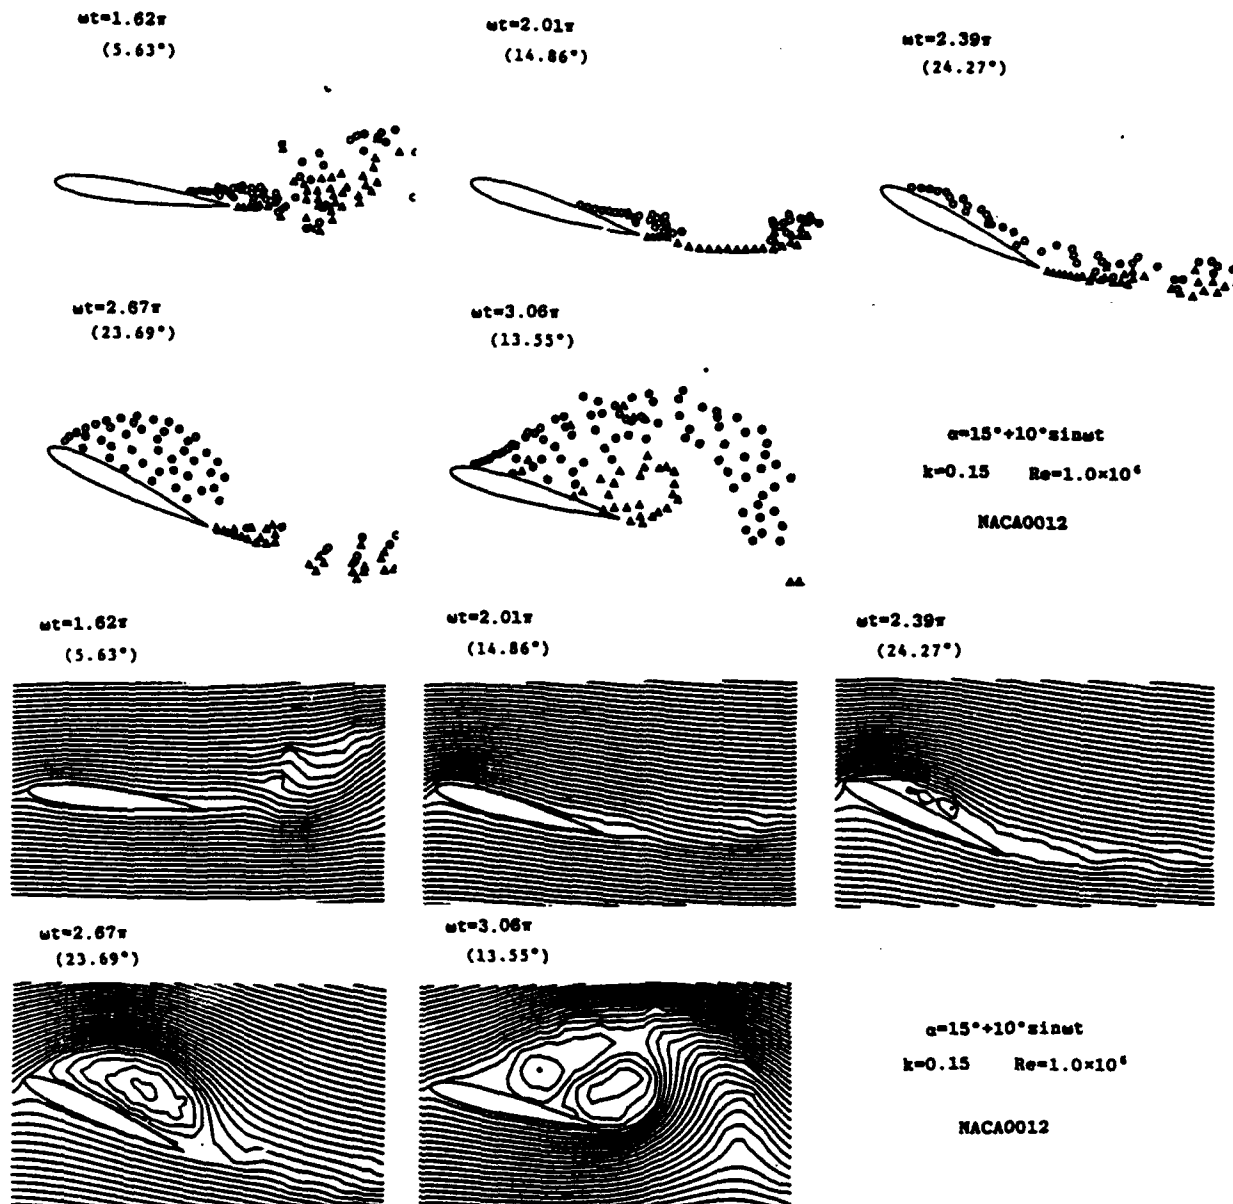 ωt=1.62π
(5.63°)
ωt=2.01π
(14.86°)
ωt=2.39π
(24.27°)
ωt=2.67π
(23.69°)
ωt=3.06π
(13.55°)
α=15°+10°sinωt
k=0.15 Re=1.0×10⁶
NACA0012
ωt=1.62π
(5.63°)
ωt=2.01π
(14.86°)
ωt=2.39π
(24.27°)
ωt=2.67π
(23.69°)
ωt=3.06π
(13.55°)
α=15°+10°sinωt
k=0.15 Re=1.0×10⁶
NACA0012